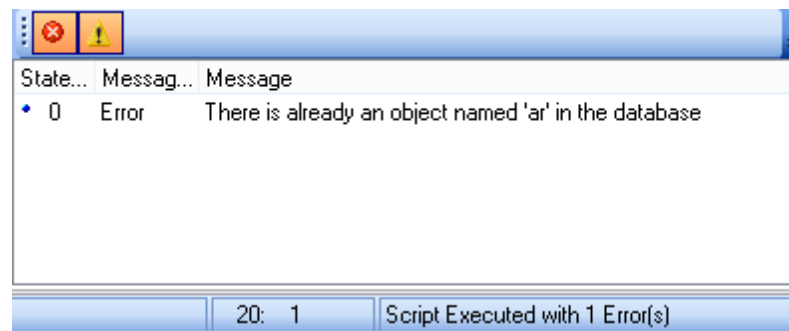 State... Messag... Message
0 Error There is already an object named 'ar' in the database
20: 1 Script Executed with 1 Error(s)